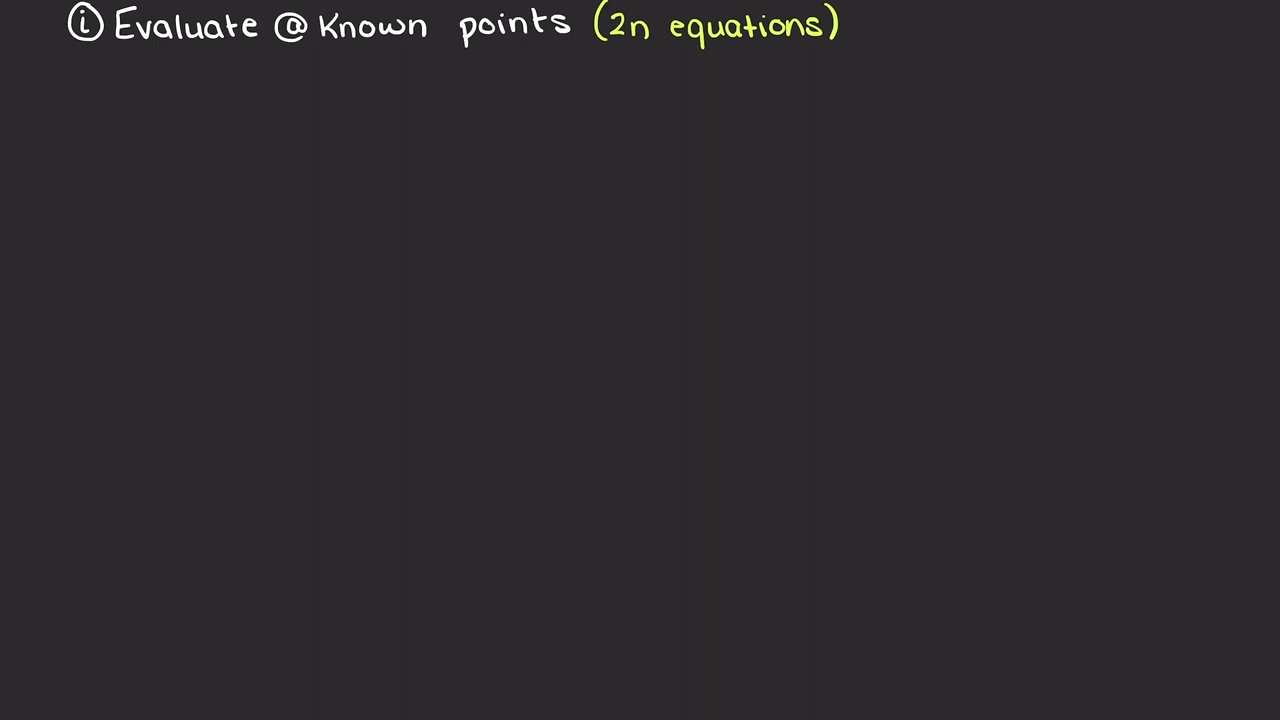 ⓘ Evaluate @ Known points (2n equations)